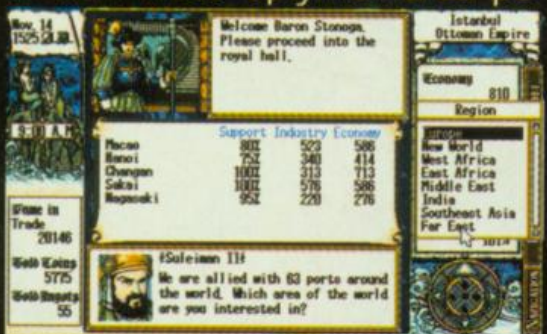 Nov. 14
1525
9:00 A.M
Fame in
Trade
20146
Gold Coins
5775
Gold Ingots
55
Welcome Baron Stonoga.
Please proceed into the
royal hall.
Support Industry Economy
Macao 80% 523 586
Hanoi 75% 340 414
Changan 100% 313 713
Sakai 100% 576 586
Nagasaki 95% 220 276
‡Suleiman II‡
We are allied with 63 ports around
the world. Which area of the world
are you interested in?
Istanbul
Ottoman Empire
Economy
810
Region
Europe
New World
West Africa
East Africa
Middle East
India
Southeast Asia
Far East